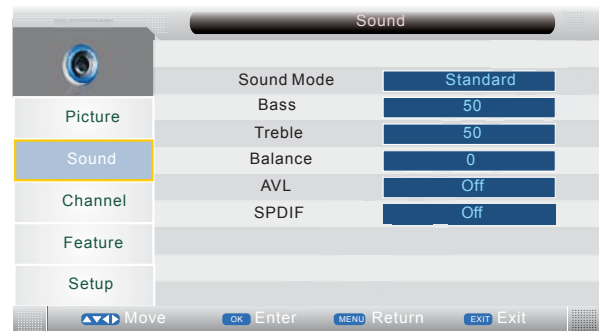 Sound
Sound Mode Standard
Bass 50
Treble 50
Balance 0
AVL Off
SPDIF Off
Picture
Sound
Channel
Feature
Setup
Move OK Enter MENU Return EXIT Exit